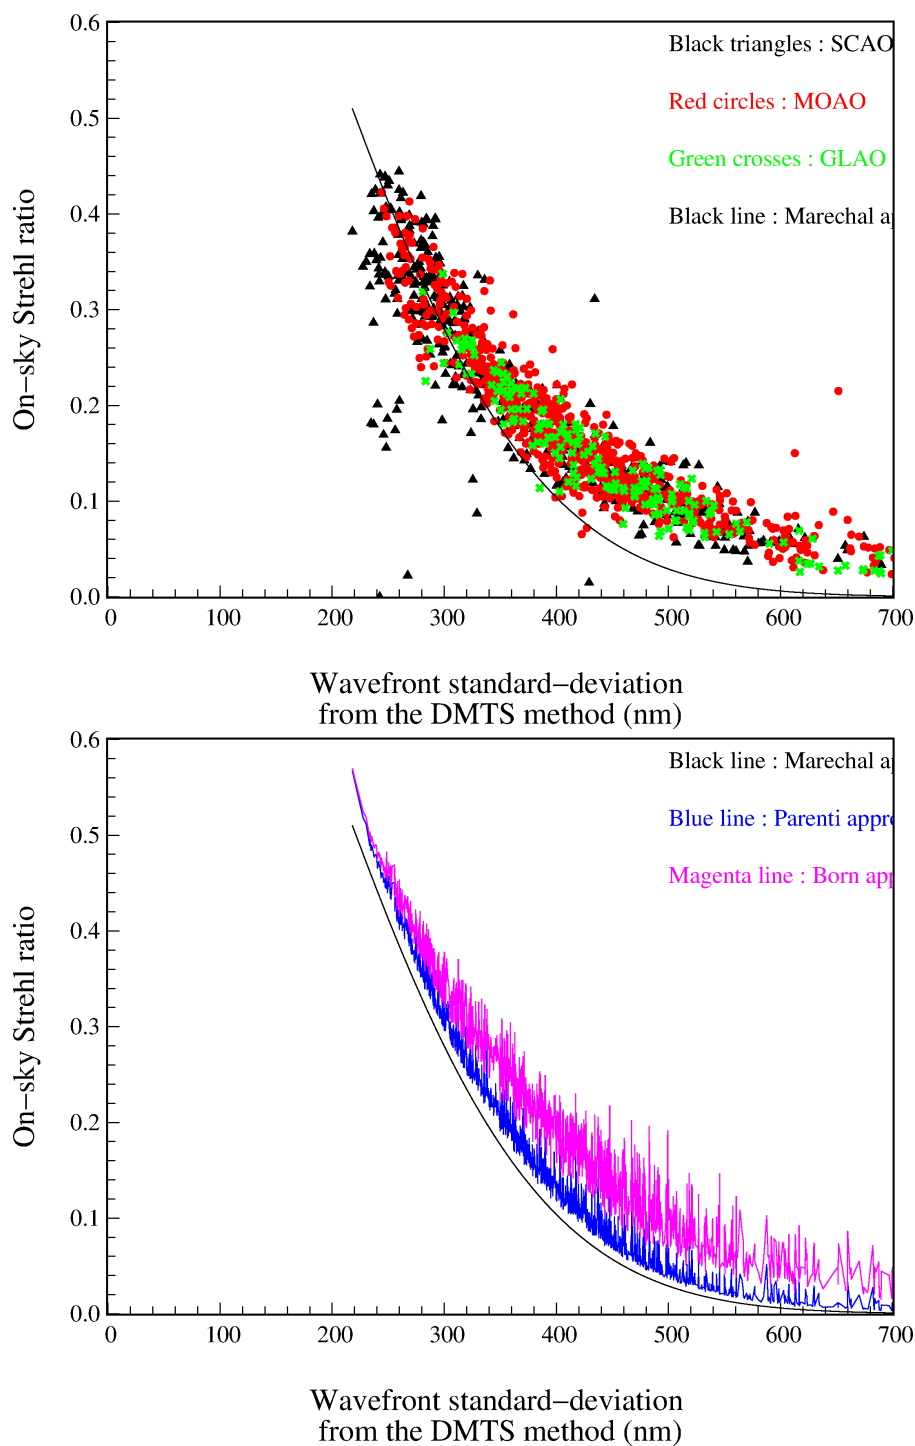 0.6
Black triangles : SCAO
Red circles : MOAO
Green crosses : GLAO
Black line : Marechal
0.5
0.4
0.3
0.2
0.1
0.0
On-sky Strehl ratio
0 100 200 300 400 500 600 700
Wavefront standard-deviation
from the DMTS method (nm)
0.6
Black line : Marechal
Blue line : Parenti
Magenta line : Born
0.5
0.4
0.3
0.2
0.1
0.0
On-sky Strehl ratio
0 100 200 300 400 500 600 700
Wavefront standard-deviation
from the DMTS method (nm)